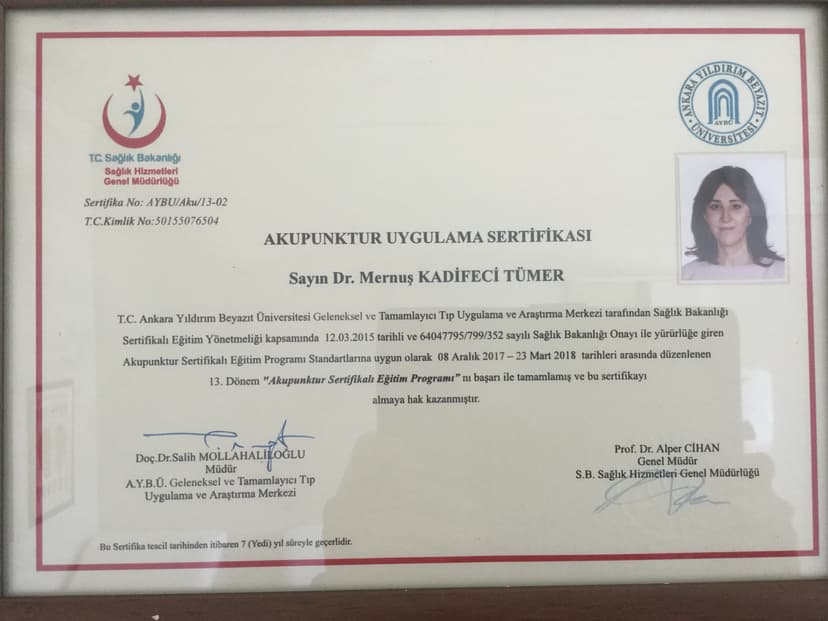 T.C. Sağlık Bakanlığı
Sağlık Hizmetleri
Genel Müdürlüğü
ANKARA YILDIRIM BEYAZIT ÜNİVERSİTESİ
AYBÜ
Sertifika No: AYBU/Aku/13-02
T.C.Kimlik No:50155076504
AKUPUNKTUR UYGULAMA SERTİFİKASI
Sayın Dr. Mernuş KADİFECİ TÜMER
T.C. Ankara Yıldırım Beyazıt Üniversitesi Geleneksel ve Tamamlayıcı Tıp Uygulama ve Araştırma Merkezi tarafından Sağlık Bakanlığı
Sertifikalı Eğitim Yönetmeliği kapsamında 12.03.2015 tarihli ve 64047795/799/352 sayılı Sağlık Bakanlığı Onayı ile yürürlüğe giren
Akupunktur Sertifikalı Eğitim Programı Standartlarına uygun olarak 08 Aralık 2017 – 23 Mart 2018 tarihleri arasında düzenlenen
13. Dönem "Akupunktur Sertifikalı Eğitim Programı" nı başarı ile tamamlamış ve bu sertifikayı
almaya hak kazanmıştır.
Doç.Dr.Salih MOLLAHALİLOĞLU
Müdür
A.Y.B.Ü. Geleneksel ve Tamamlayıcı Tıp
Uygulama ve Araştırma Merkezi
Prof. Dr. Alper CİHAN
Genel Müdür
S.B. Sağlık Hizmetleri Genel Müdürlüğü
Bu Sertifika tescil tarihinden itibaren 7 (Yedi) yıl süreyle geçerlidir.